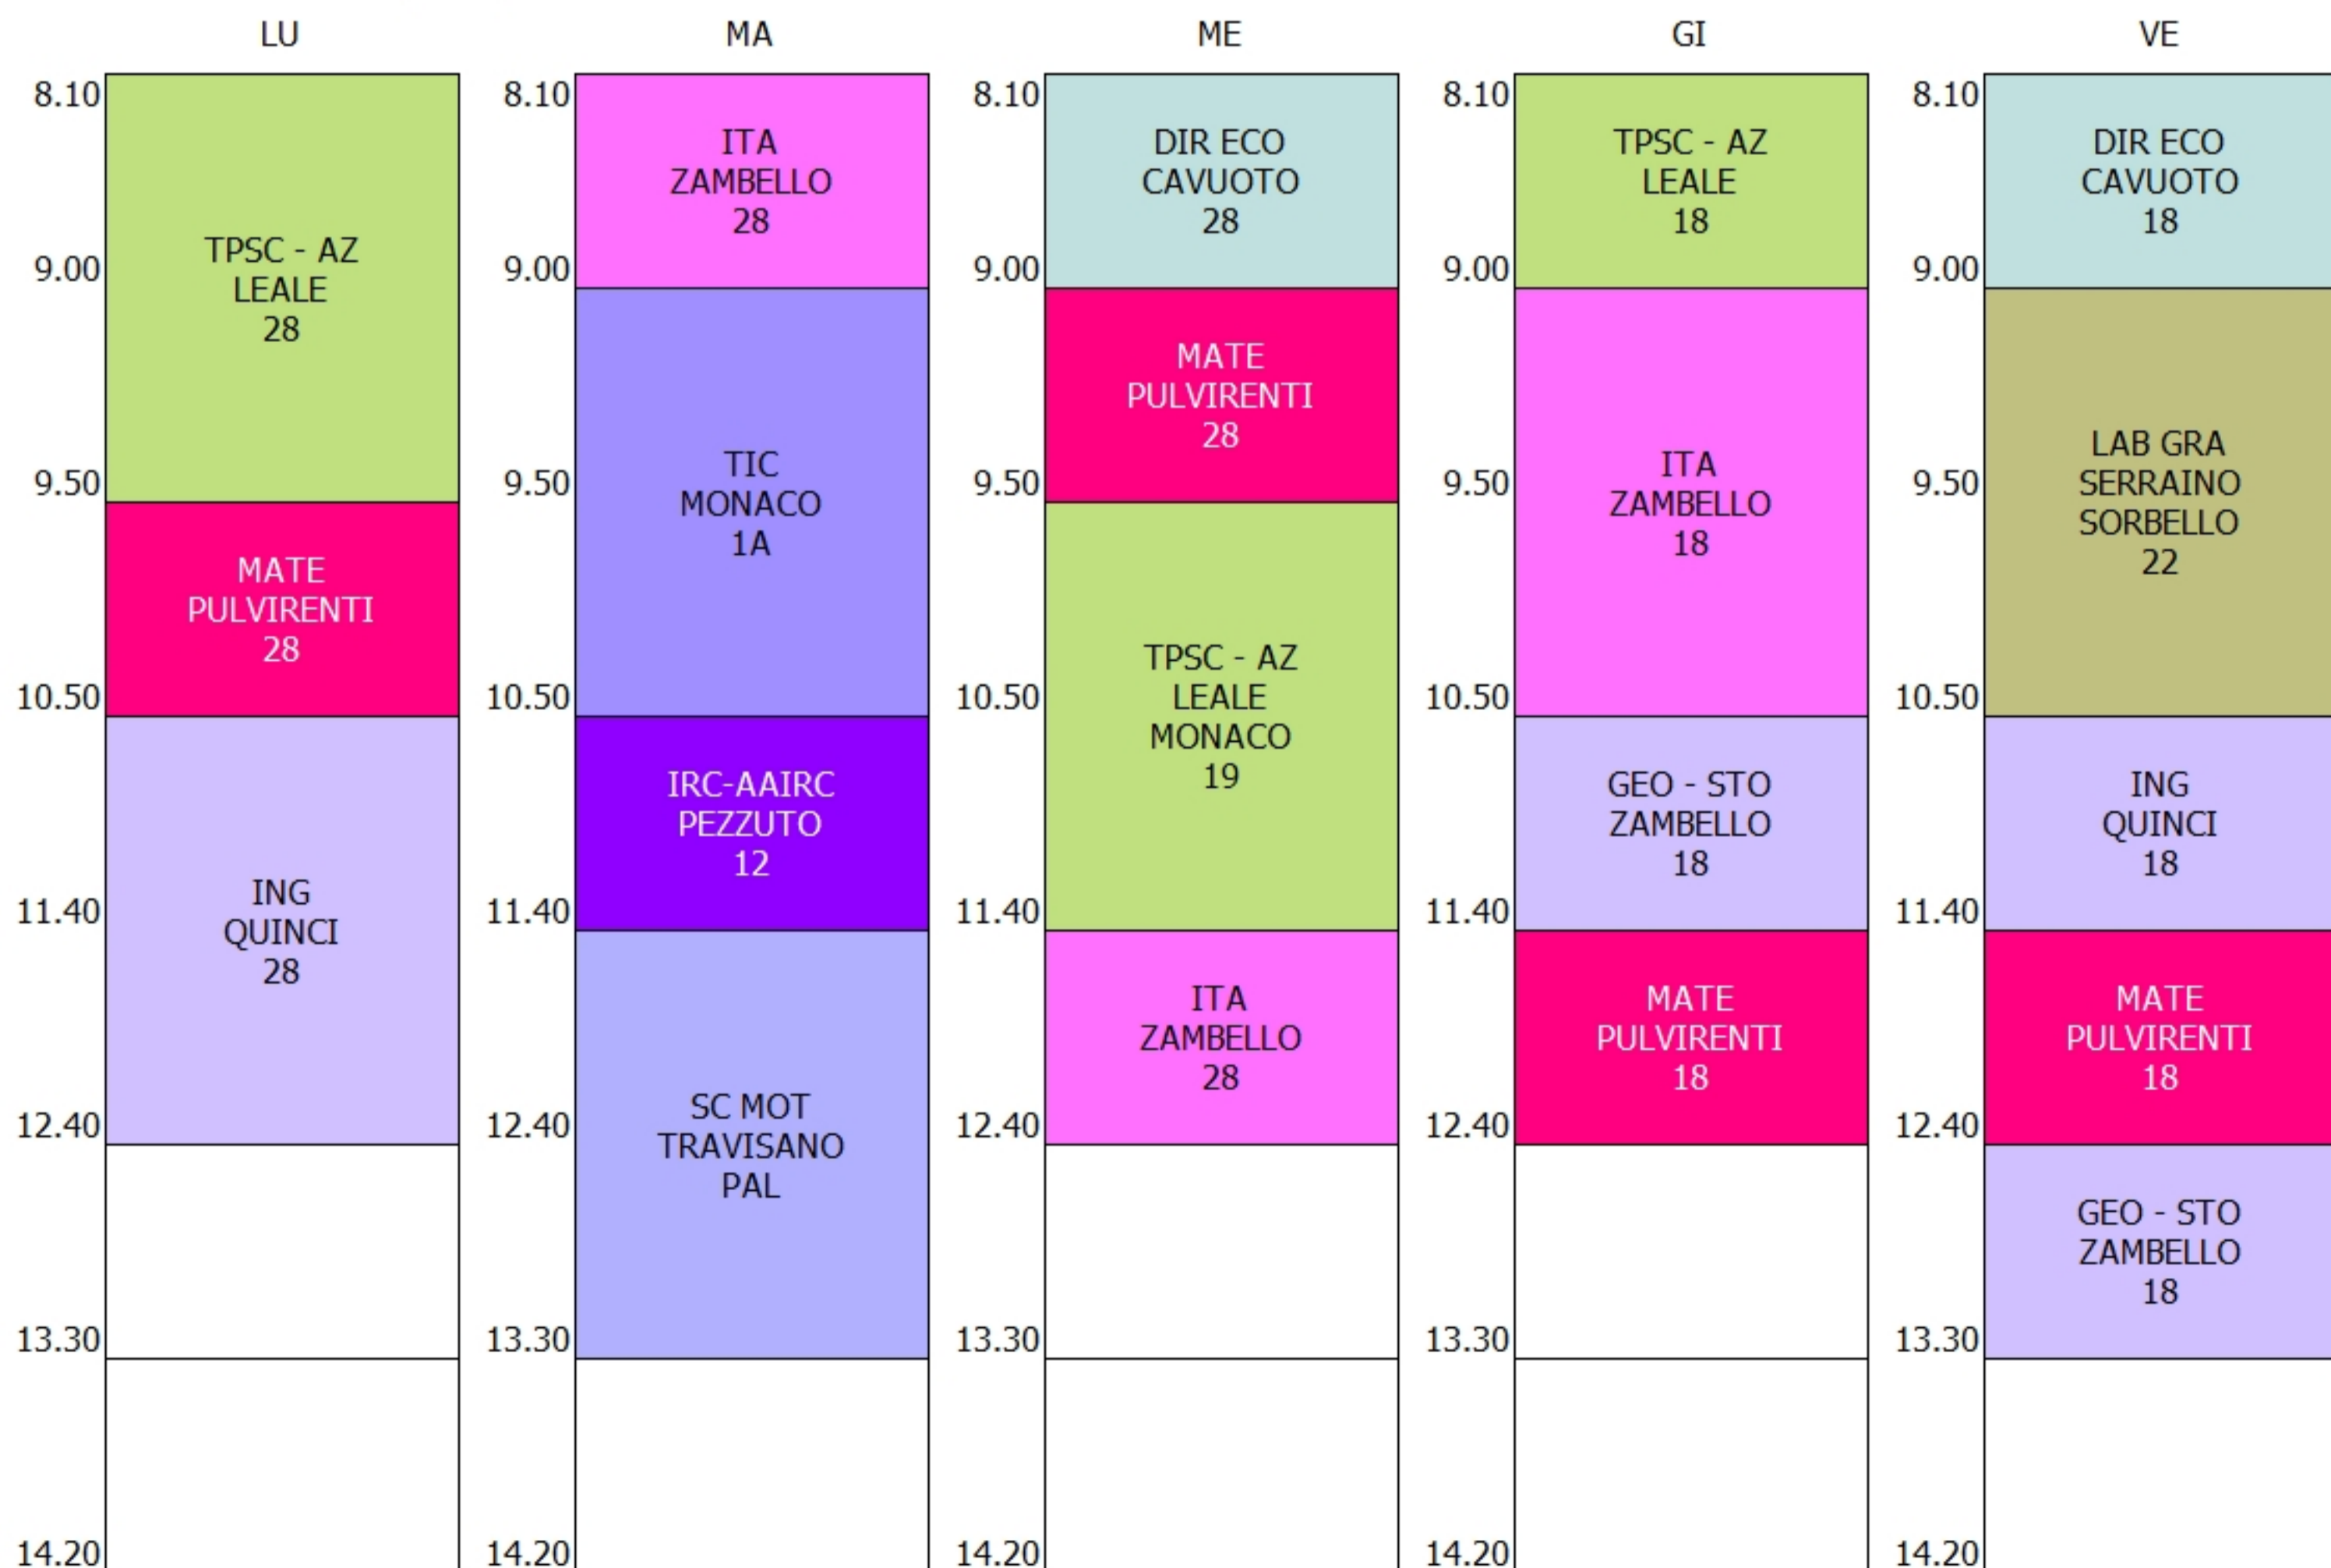 LU
8.10
TPSC - AZ
LEALE
28
9.00
9.50
MATE
PULVIRENTI
28
10.50
ING
QUINCI
28
11.40
12.40
13.30
14.20
MA
8.10
ITA
ZAMBELLO
28
9.00
TIC
MONACO
1A
9.50
10.50
IRC-AAIRC
PEZZUTO
12
11.40
SC MOT
TRAVISANO
PAL
12.40
13.30
14.20
ME
8.10
DIR ECO
CAVUOTO
28
9.00
MATE
PULVIRENTI
28
9.50
TPSC - AZ
LEALE
MONACO
19
10.50
11.40
ITA
ZAMBELLO
28
12.40
13.30
14.20
GI
8.10
TPSC - AZ
LEALE
18
9.00
ITA
ZAMBELLO
18
9.50
10.50
GEO - STO
ZAMBELLO
18
11.40
MATE
PULVIRENTI
18
12.40
13.30
14.20
VE
8.10
DIR ECO
CAVUOTO
18
9.00
LAB GRA
SERRAINO
SORBELLO
22
9.50
10.50
ING
QUINCI
18
11.40
MATE
PULVIRENTI
18
12.40
GEO - STO
ZAMBELLO
18
13.30
14.20